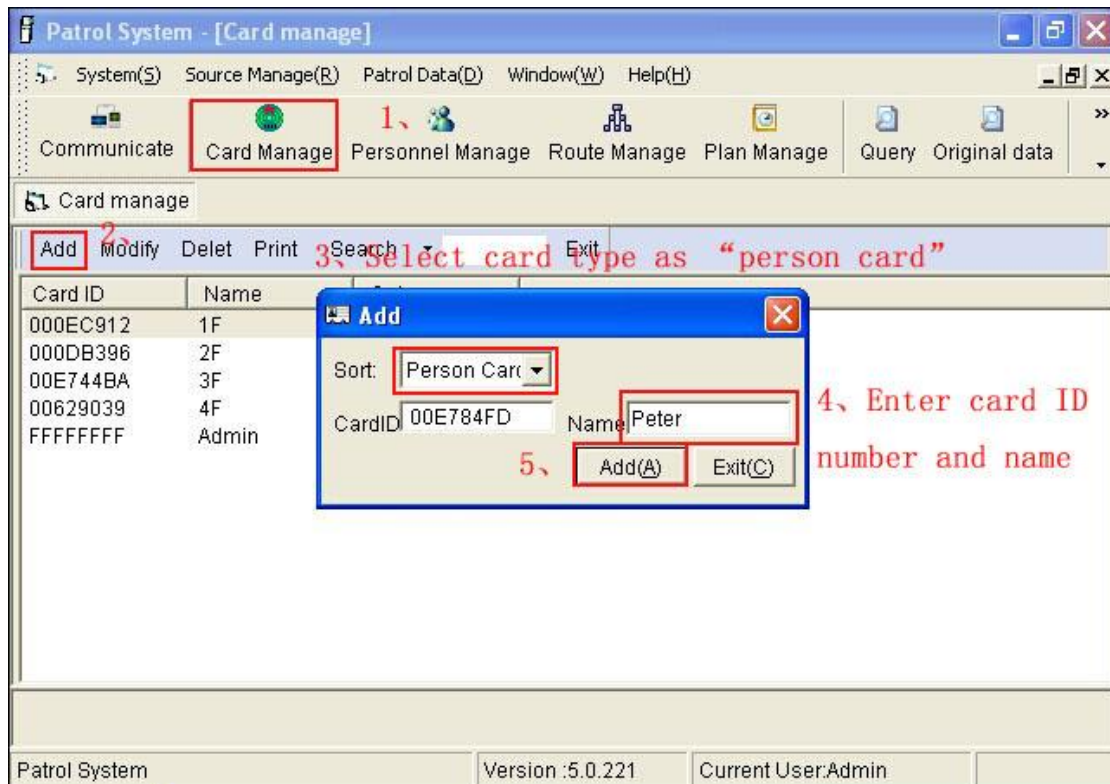 Patrol System - [Card manage]
System(S) Source Manage(R) Patrol Data(D) Window(W) Help(H)
1、
Communicate Card Manage Personnel Manage Route Manage Plan Manage Query Original data
Card manage
2、
Add Modify Delet Print Search Exit
3、Select card type as “person card”
Card ID Name
000EC912 1F
000DB396 2F
00E744BA 3F
00629039 4F
FFFFFFFF Admin
Add
Sort: Person Carc
CardID 00E784FD Name Peter
4、Enter card ID
number and name
5、
Add(A) Exit(C)
Patrol System Version :5.0.221 Current User:Admin